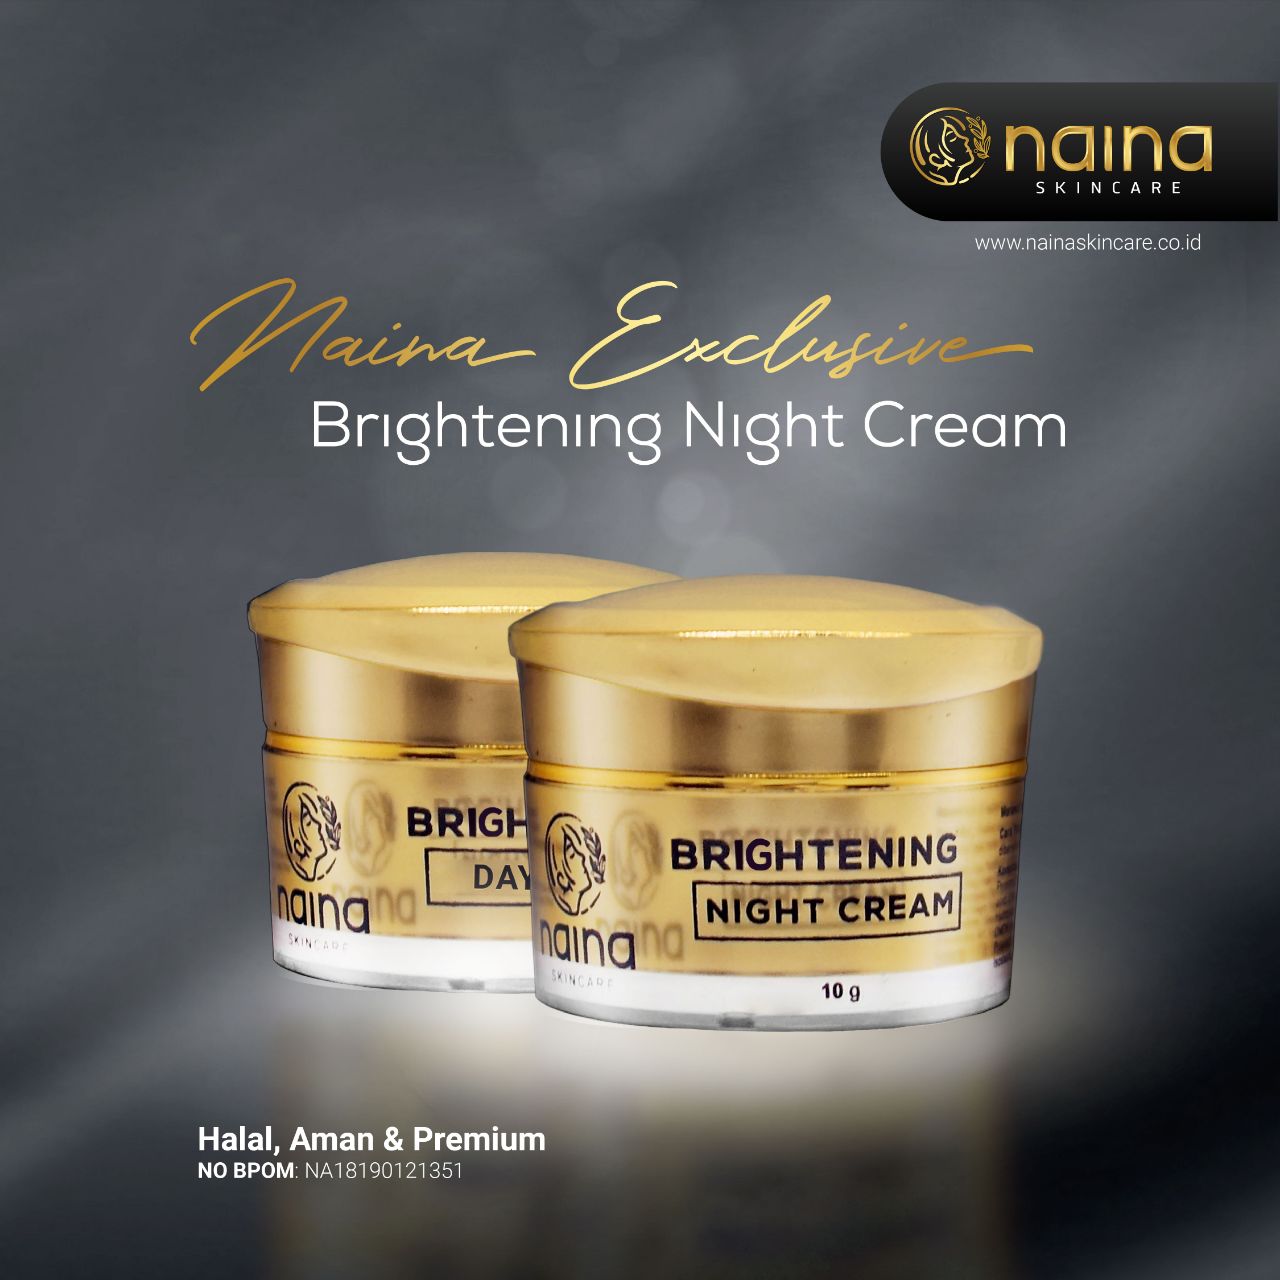 naina
SKINCARE
www.nainaskincare.co.id
Naina Exclusive
Brightening Night Cream
BRIGH
DAY
naina
SKINCARE
BRIGHTENING
NIGHT CREAM
naina
SKINCARE
10 g
Halal, Aman & Premium
NO BPOM: NA18190121351